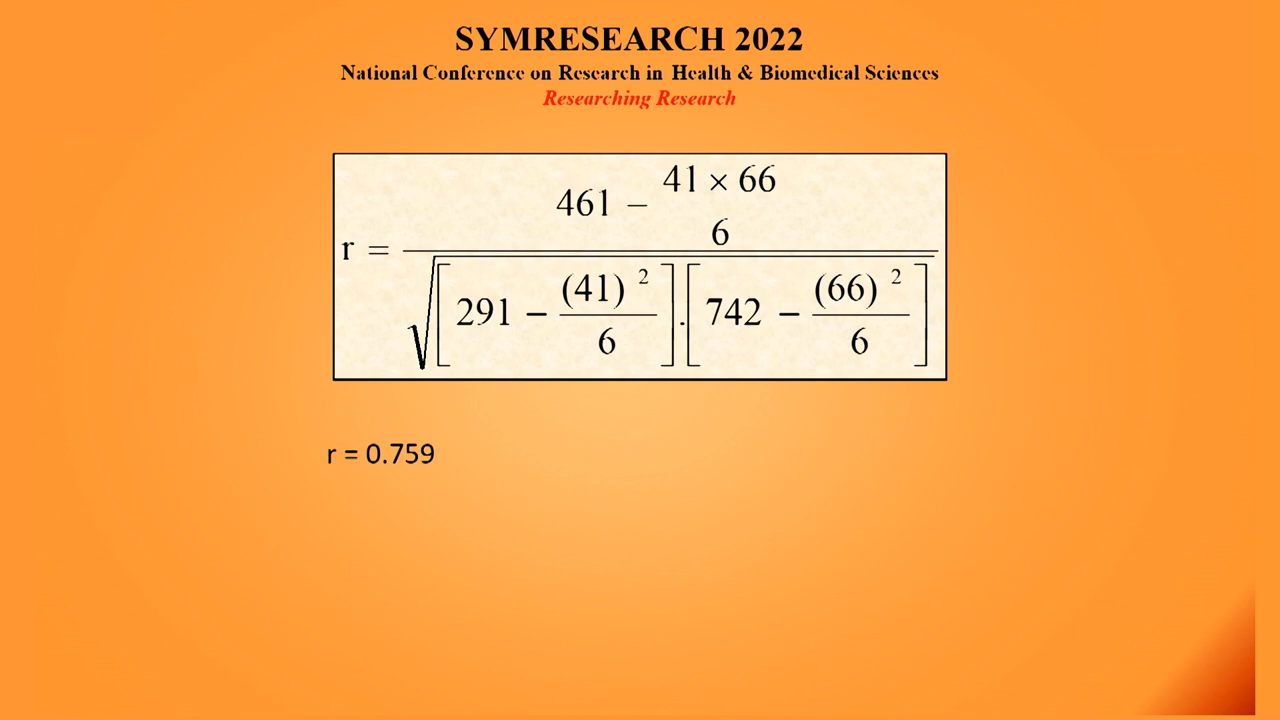 SYMRESEARCH 2022
National Conference on Research in Health & Biomedical Sciences
Researching Research
41 × 66
461 –
6
r =
(41) 2 (66) 2
291 – . 742 –
6 6
r = 0.759